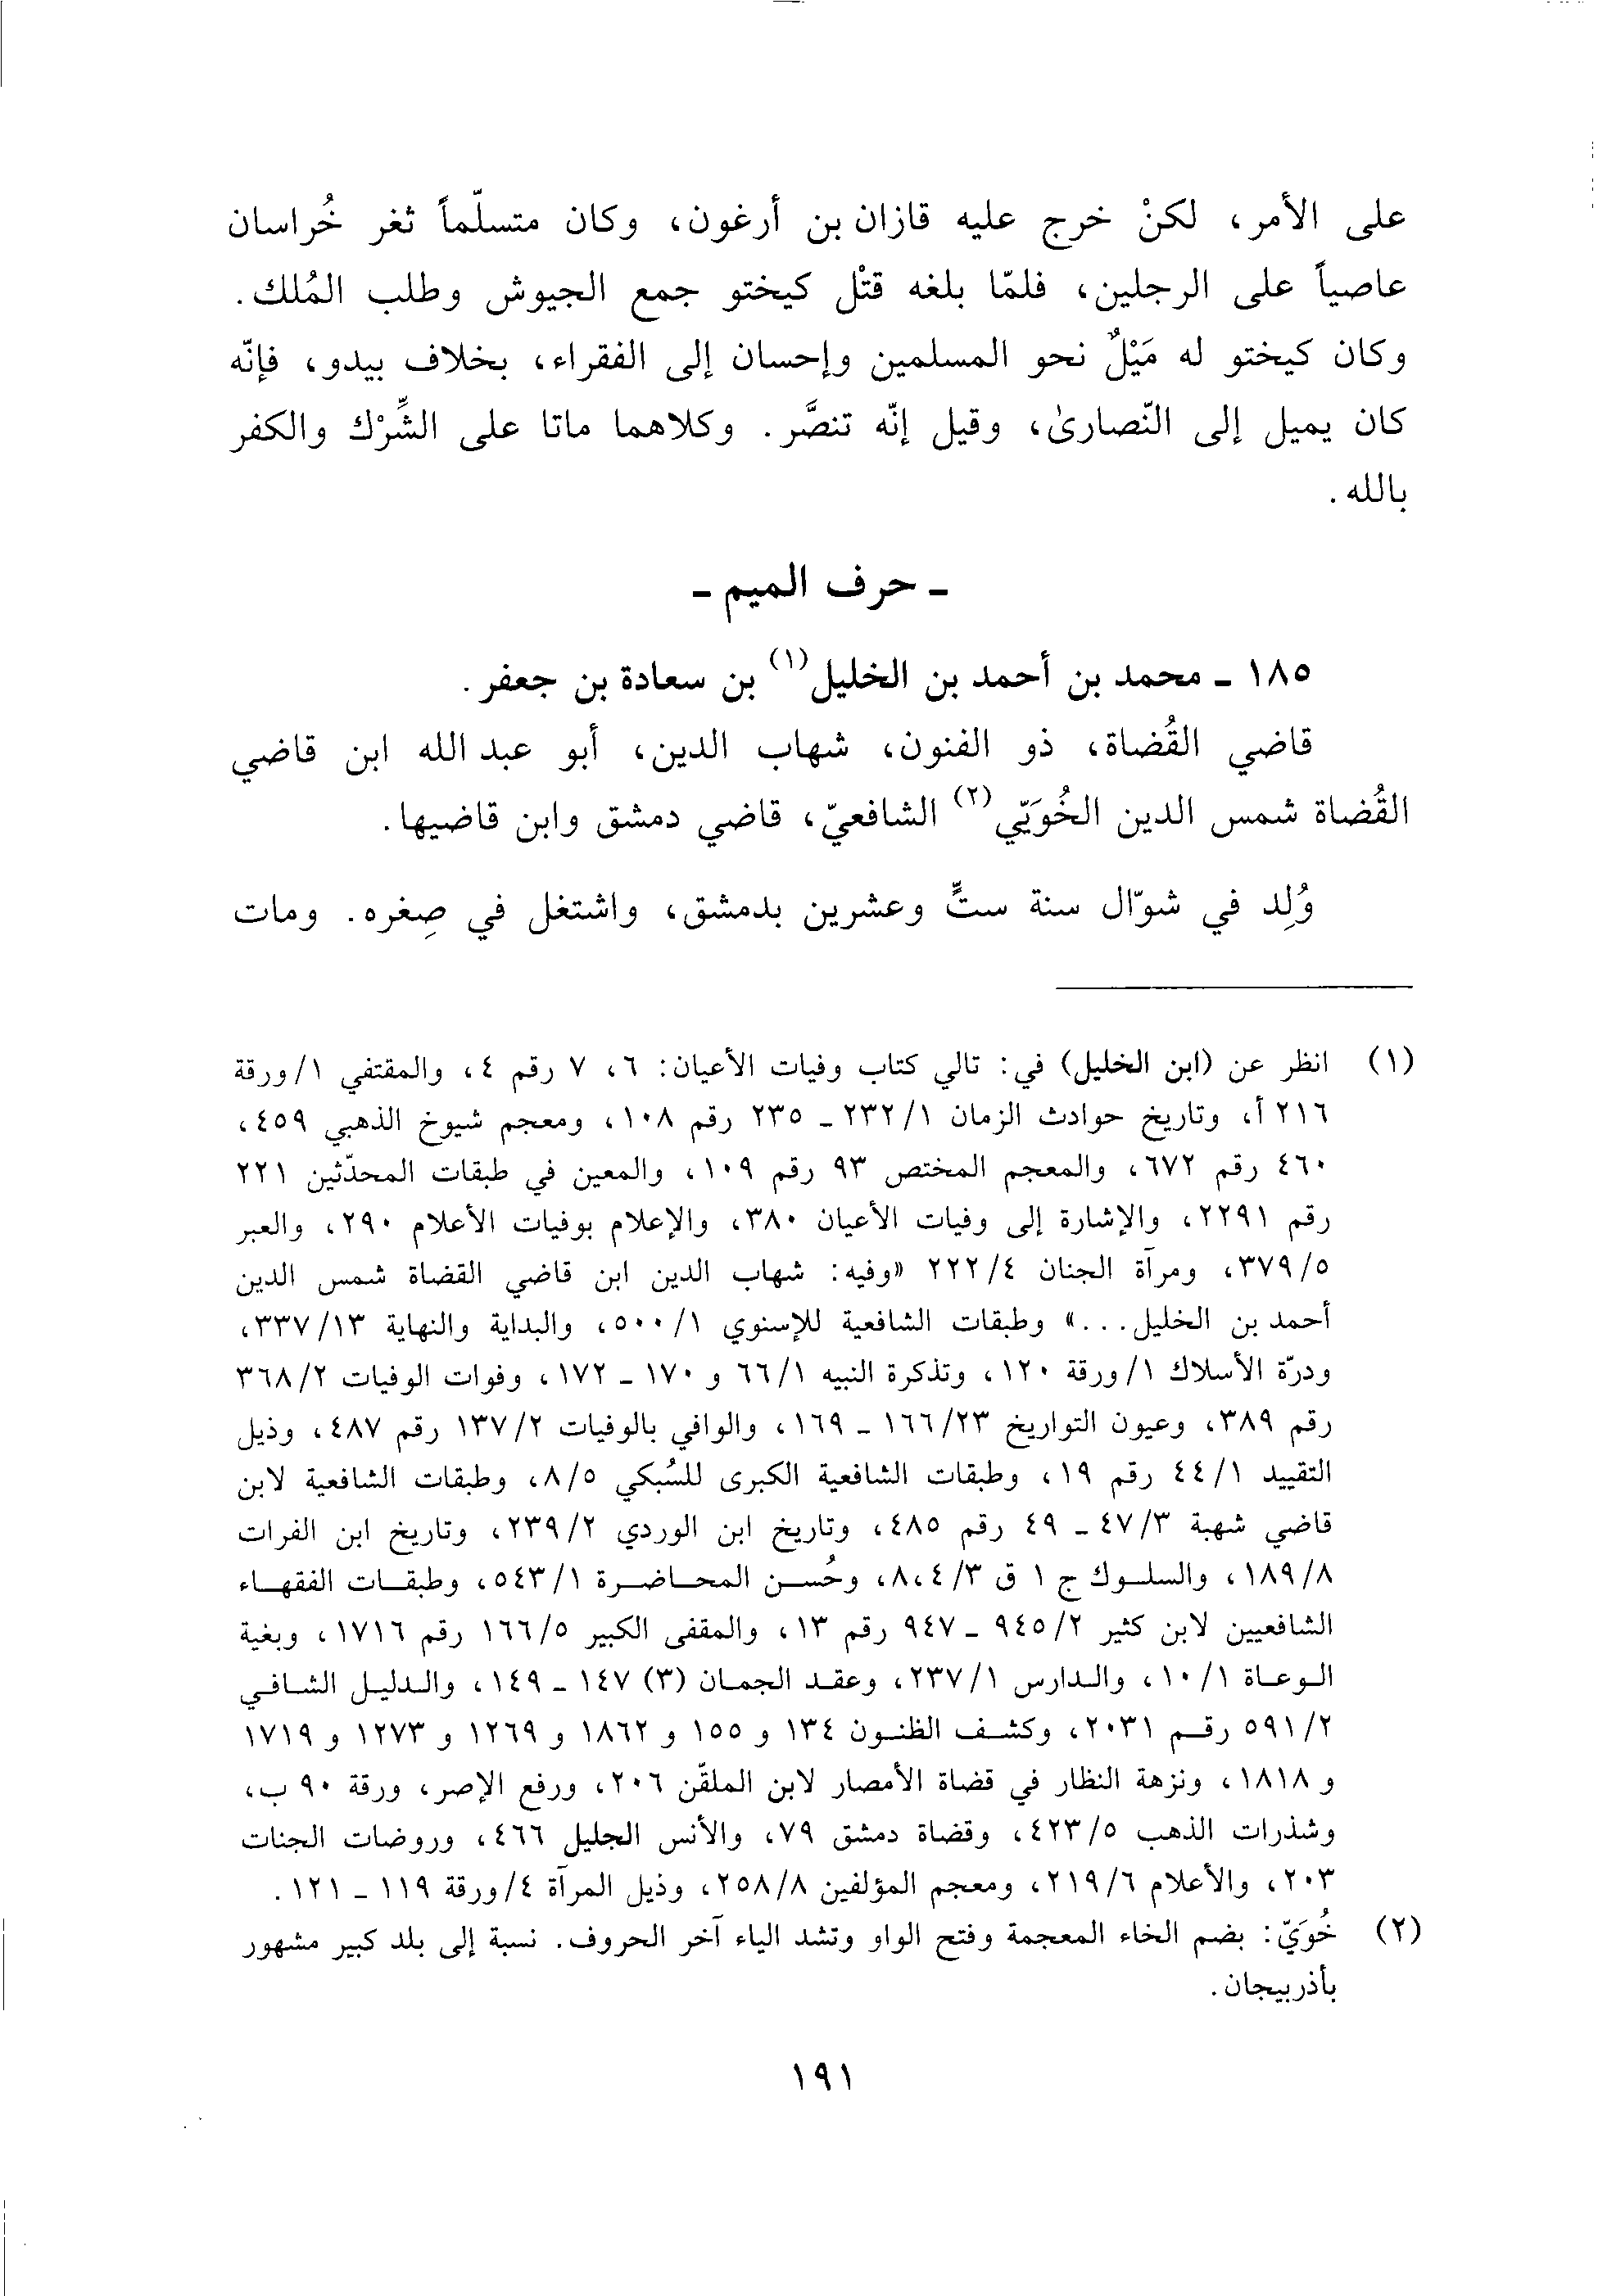 على الأمر، لكنْ خرج عليه قازان بن أرغون، وكان متسلّماً ثغر خُراسان
عاصياً على الرجلين، فلمّا بلغه قتْل كيختو جمع الجيوش وطلب المُلك.
وكان كيختو له مَيْلٌ نحو المسلمين وإحسان إلى الفقراء، بخلاف بيدو، فإنّه
كان يميل إلى النّصارىٰ، وقيل إنّه تنصَّر. وكلاهما ماتا على الشِّرْك والكفر
بالله.
ـ حرف الميم ـ
١٨٥ ـ محمد بن أحمد بن الخليل(١) بن سعادة بن جعفر.
قاضي القُضاة، ذو الفنون، شهاب الدين، أبو عبد الله ابن قاضي
القُضاة شمس الدين الخُوَيّي(٢) الشافعيّ، قاضي دمشق وابن قاضيها.
وُلِد في شوّال سنة ستٍّ وعشرين بدمشق، واشتغل في صِغره. ومات
(١) انظر عن (ابن الخليل) في: تالي كتاب وفيات الأعيان: ٦، ٧ رقم ٤، والمقتفي ١/ورقة
٢١٦ أ، وتاريخ حوادث الزمان ١/ ٢٣٢ ـ ٢٣٥ رقم ١٠٨، ومعجم شيوخ الذهبي ٤٥٩،
٤٦٠ رقم ٦٧٢، والمعجم المختص ٩٣ رقم ١٠٩، والمعين في طبقات المحدّثين ٢٢١
رقم ٢٢٩١، والإشارة إلى وفيات الأعيان ٣٨٠، والإعلام بوفيات الأعلام ٢٩٠، والعبر
٥/ ٣٧٩، ومرآة الجنان ٤/ ٢٢٢ «وفيه: شهاب الدين ابن قاضي القضاة شمس الدين
أحمد بن الخليل...» وطبقات الشافعية للإسنوي ١/ ٥٠٠، والبداية والنهاية ١٣/ ٣٣٧،
ودرّة الأسلاك ١/ورقة ١٢٠، وتذكرة النبيه ١/ ٦٦ و ١٧٠ ـ ١٧٢، وفوات الوفيات ٢/ ٣٦٨
رقم ٣٨٩، وعيون التواريخ ٢٣/ ١٦٦ ـ ١٦٩، والوافي بالوفيات ٢/ ١٣٧ رقم ٤٨٧، وذيل
التقييد ١/ ٤٤ رقم ١٩، وطبقات الشافعية الكبرى للسُبكي ٥/ ٨، وطبقات الشافعية لابن
قاضي شهبة ٣/ ٤٧ ـ ٤٩ رقم ٤٨٥، وتاريخ ابن الوردي ٢/ ٢٣٩، وتاريخ ابن الفرات
٨/ ١٨٩، والسلوك ج ١ ق ٣/ ٨،٤، وحُسن المحاضرة ١/ ٥٤٣، وطبقات الفقهاء
الشافعيين لابن كثير ٢/ ٩٤٥ ـ ٩٤٧ رقم ١٣، والمقفى الكبير ٥/ ١٦٦ رقم ١٧١٦، وبغية
الوعاة ١/ ١٠، والدارس ١/ ٢٣٧، وعقد الجمان (٣) ١٤٧ ـ ١٤٩، والدليل الشافي
٢/ ٥٩١ رقم ٢٠٣١، وكشف الظنون ١٣٤ و ١٥٥ و ١٨٦٢ و ١٢٦٩ و ١٢٧٣ و ١٧١٩
و ١٨١٨، ونزهة النظار في قضاة الأمصار لابن الملقّن ٢٠٦، ورفع الإصر، ورقة ٩٠ ب،
وشذرات الذهب ٥/ ٤٢٣، وقضاة دمشق ٧٩، والأنس الجليل ٤٦٦، وروضات الجنات
٢٠٣، والأعلام ٦/ ٢١٩، ومعجم المؤلفين ٨/ ٢٥٨، وذيل المرآة ٤/ورقة ١١٩ ـ ١٢١.
(٢) خُوَيّ: بضم الخاء المعجمة وفتح الواو وتشد الياء آخر الحروف. نسبة إلى بلد كبير مشهور
بأذربيجان.
١٩١